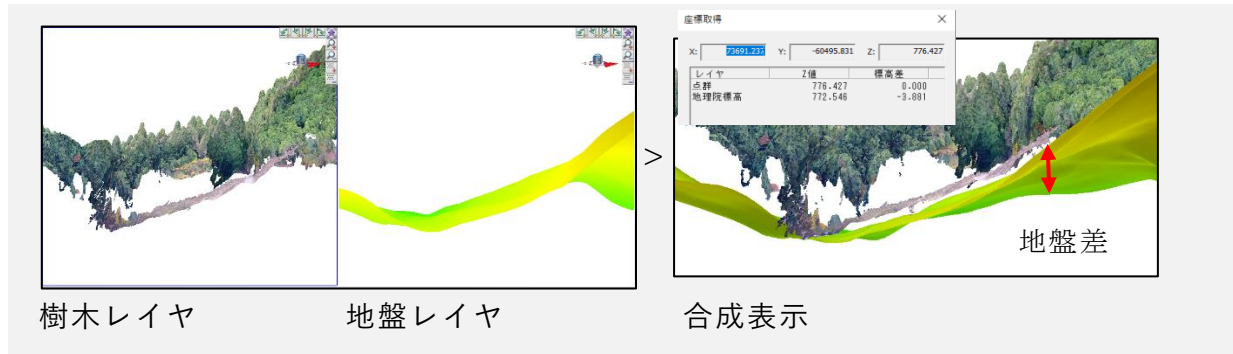 座標取得
X: 73691.237 Y: -60495.831 Z: 776.427
レイヤ Z値 標高差
点群 776.427 0.000
地理院標高 772.546 -3.881
>
地盤差
樹木レイヤ 地盤レイヤ 合成表示